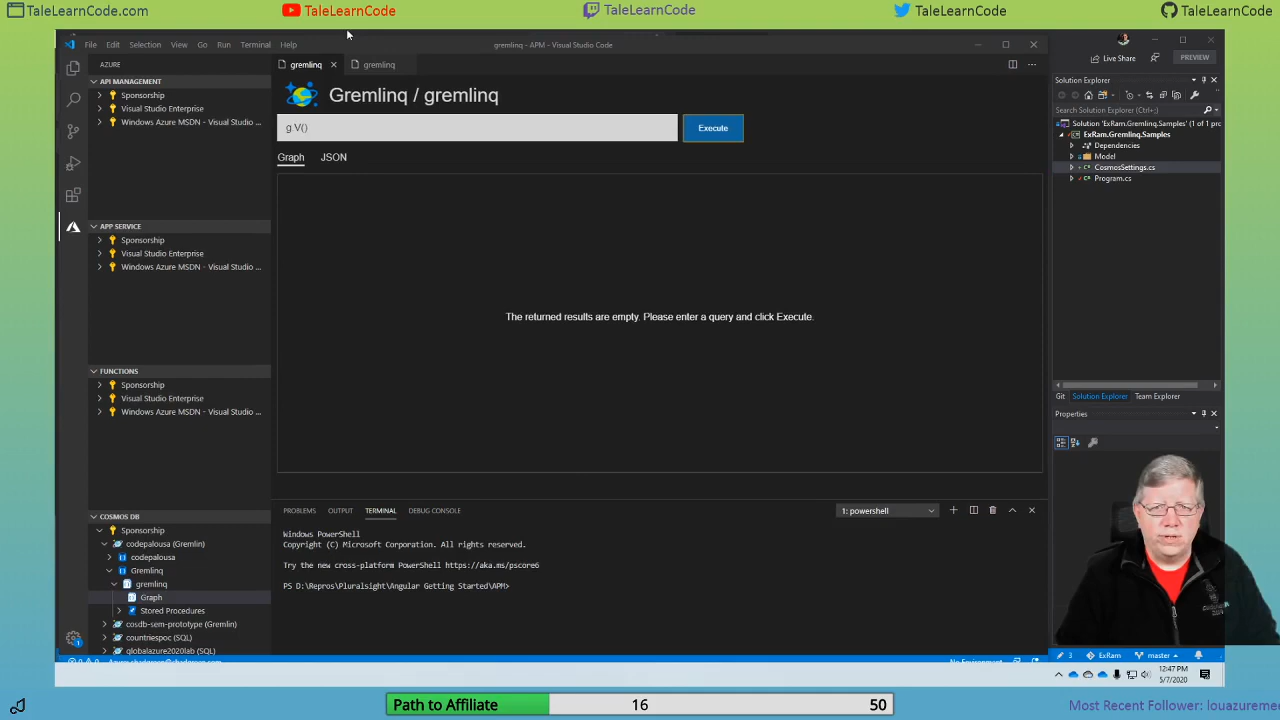 TaleLearnCode.com
TaleLearnCode
TaleLearnCode
TaleLearnCode
TaleLearnCode
File Edit Selection View Go Run Terminal Help
gremlinq - APM - Visual Studio Code
Live Share
PREVIEW
AZURE
API MANAGEMENT
Sponsorship
Visual Studio Enterprise
Windows Azure MSDN - Visual Studio ...
APP SERVICE
Sponsorship
Visual Studio Enterprise
Windows Azure MSDN - Visual Studio ...
FUNCTIONS
Sponsorship
Visual Studio Enterprise
Windows Azure MSDN - Visual Studio ...
COSMOS DB
Sponsorship
codepalousa (Gremlin)
codepalousa
Gremlinq
gremlinq
Graph
Stored Procedures
cosdb-sem-prototype (Gremlin)
countriespoc (SQL)
globalazure2020lab (SQL)
gremlinq
gremlinq
Gremlinq / gremlinq
g.V()
Execute
Graph JSON
The returned results are empty. Please enter a query and click Execute.
PROBLEMS OUTPUT TERMINAL DEBUG CONSOLE
1: powershell
Windows PowerShell
Copyright (C) Microsoft Corporation. All rights reserved.
Try the new cross-platform PowerShell https://aka.ms/pscore6
PS D:\Repros\Pluralsight\Angular Getting Started\APM>
Solution Explorer
Search Solution Explorer (Ctrl+;)
Solution 'ExRam.Gremlinq.Samples' (1 of 1 pro
ExRam.Gremlinq.Samples
Dependencies
Model
CosmosSettings.cs
Program.cs
Git Solution Explorer Team Explorer
Properties
3 ExRam master
12:47 PM
5/7/2020
Path to Affiliate
16
50
Most Recent Follower: louazureme